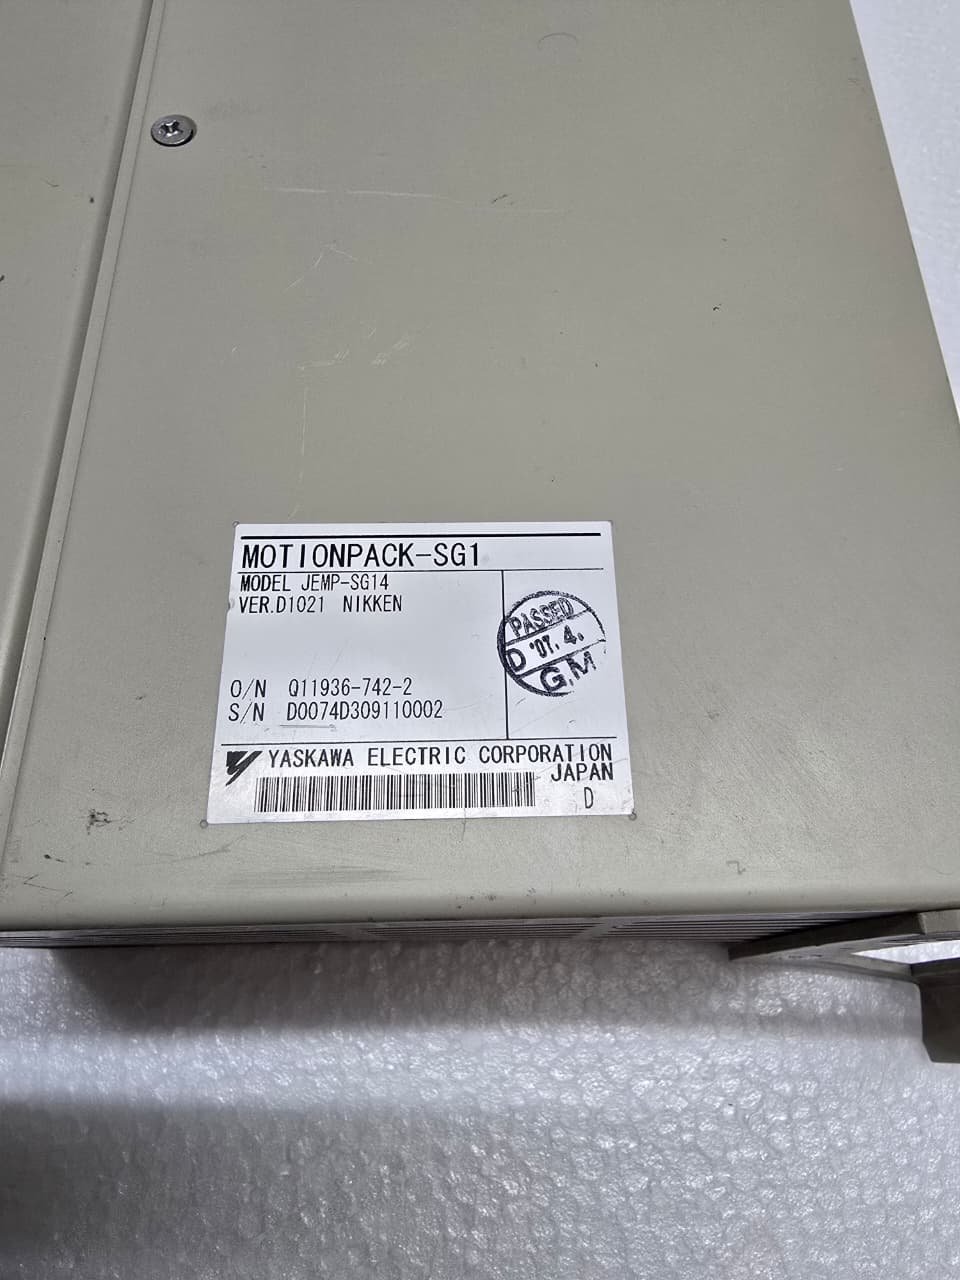 MOTIONPACK-SG1
MODEL JEMP-SG14
VER.D1021 NIKKEN
PASSED
D '07.4.
G.M
O/N Q11936-742-2
S/N D0074D309110002
YASKAWA ELECTRIC CORPORATION
JAPAN
D